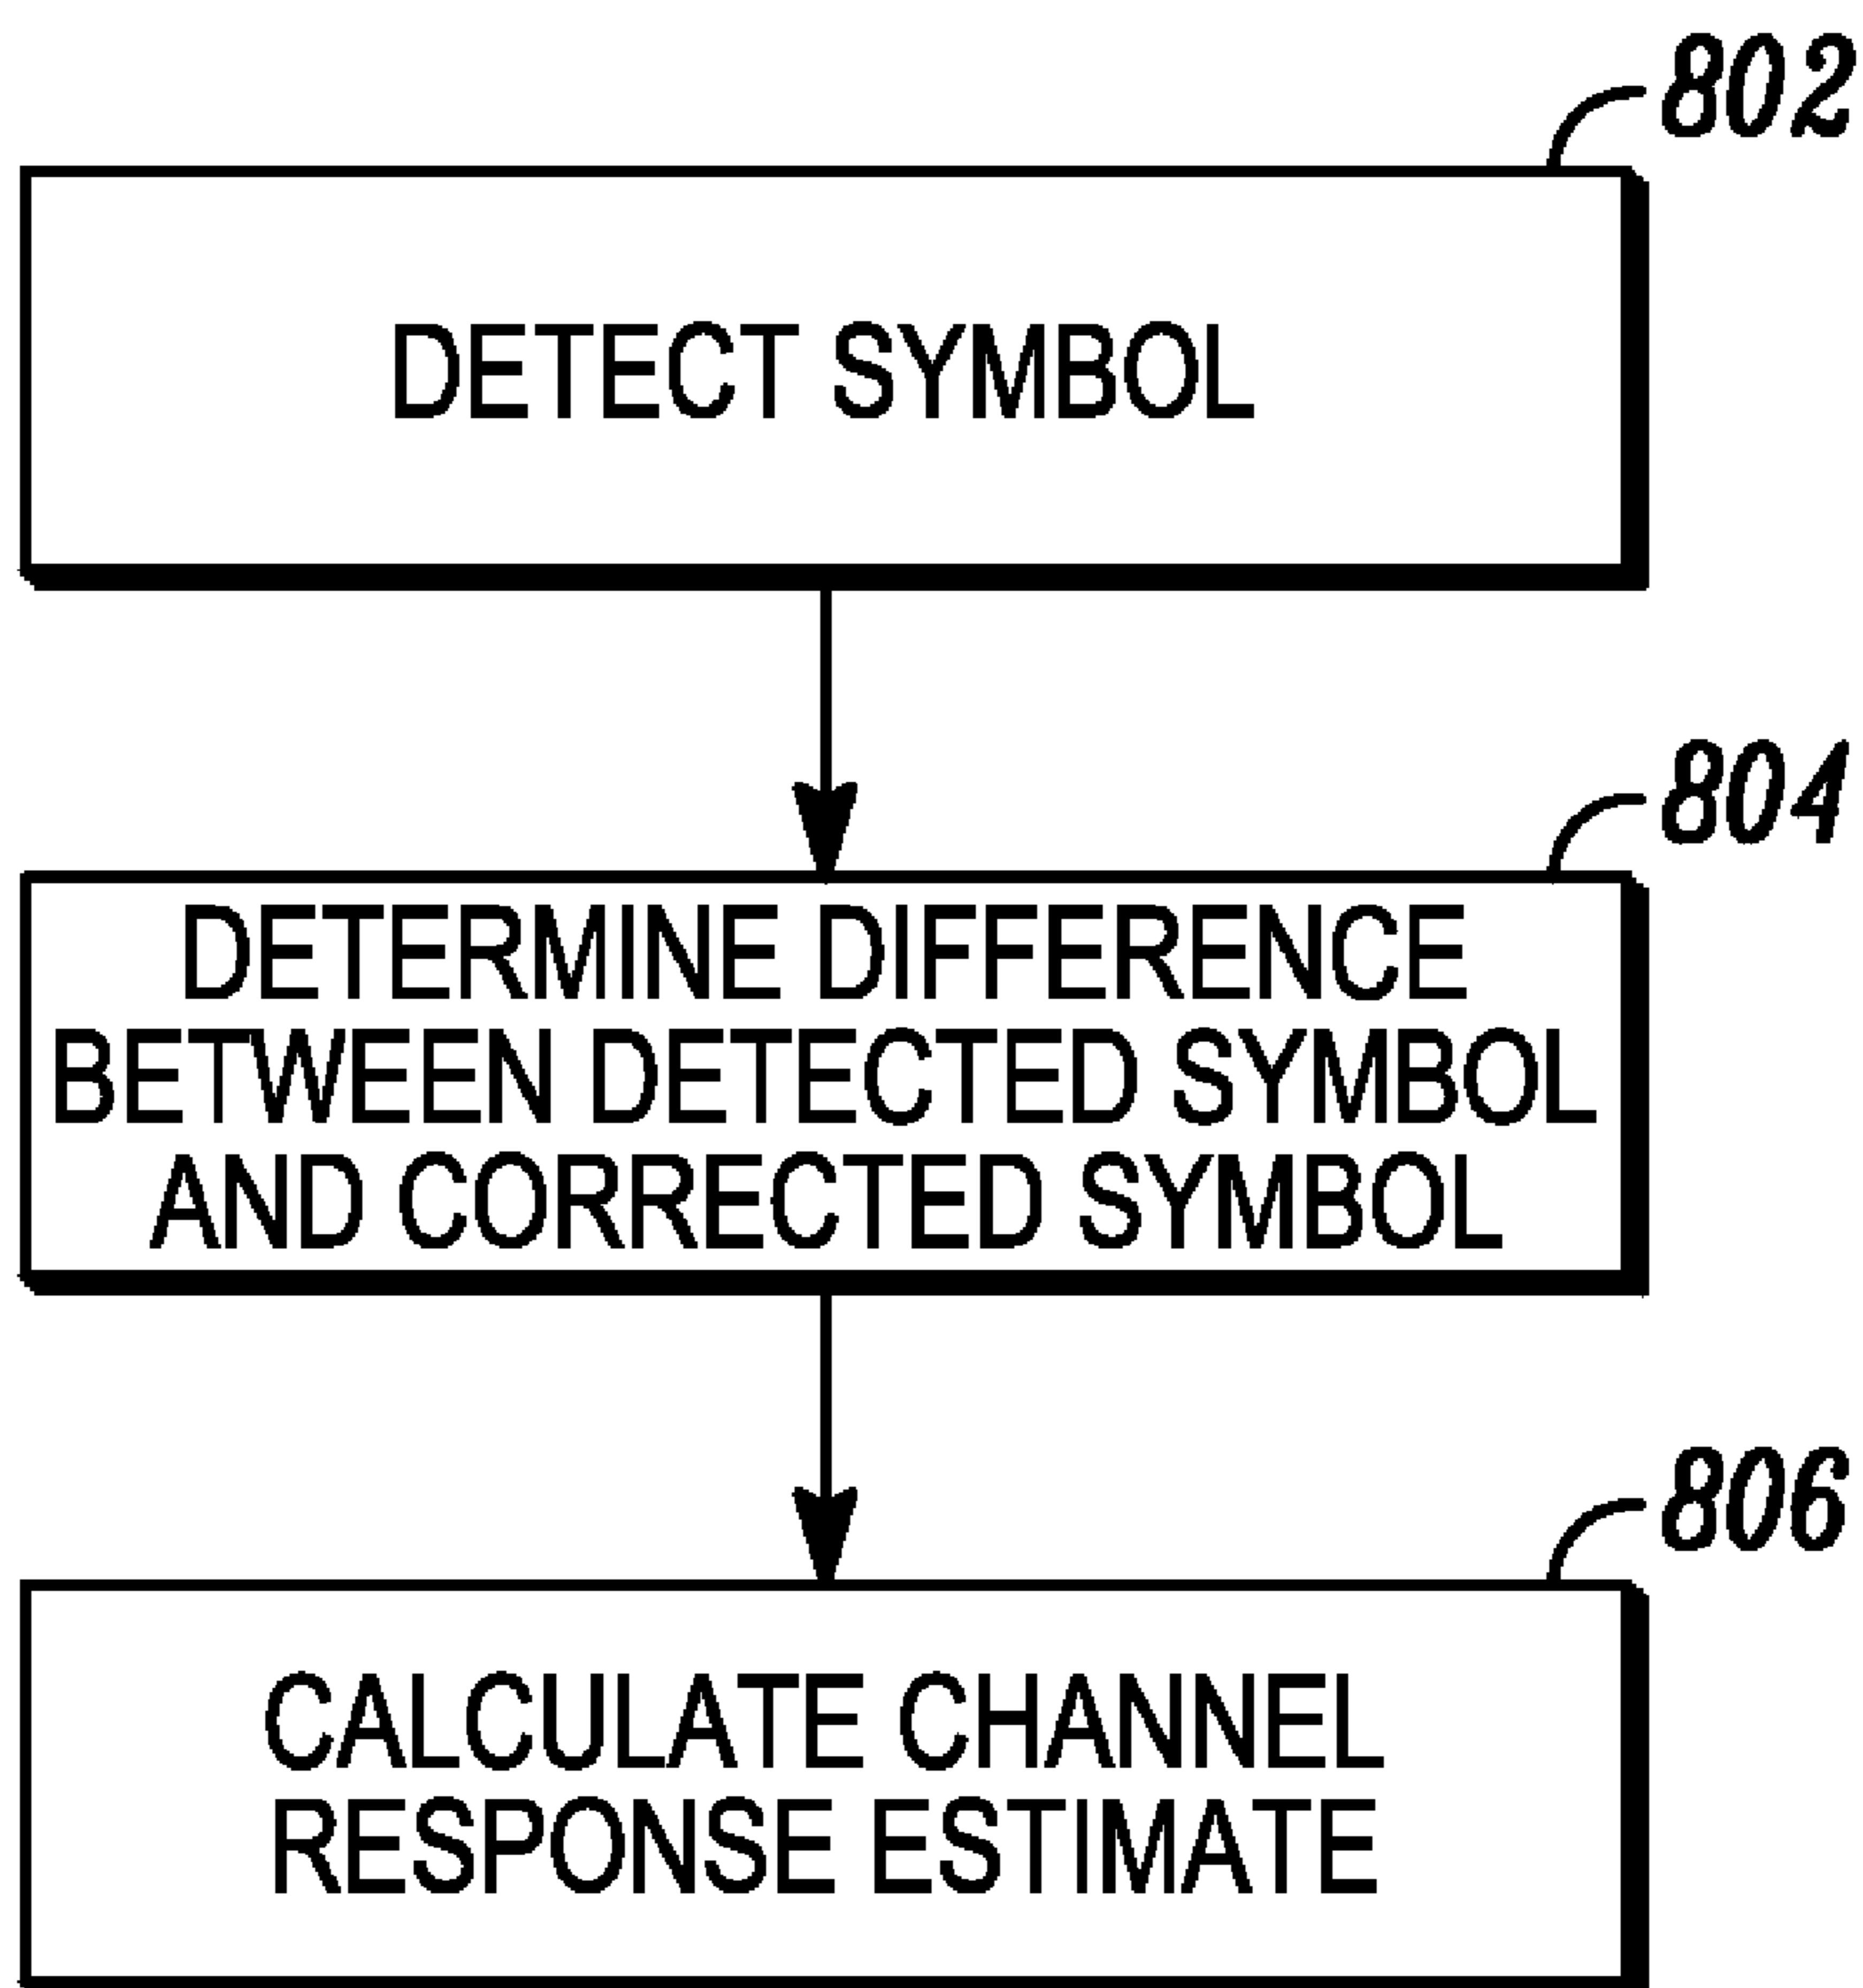 802
DETECT SYMBOL
804
DETERMINE DIFFERENCE
BETWEEN DETECTED SYMBOL
AND CORRECTED SYMBOL
806
CALCULATE CHANNEL
RESPONSE ESTIMATE